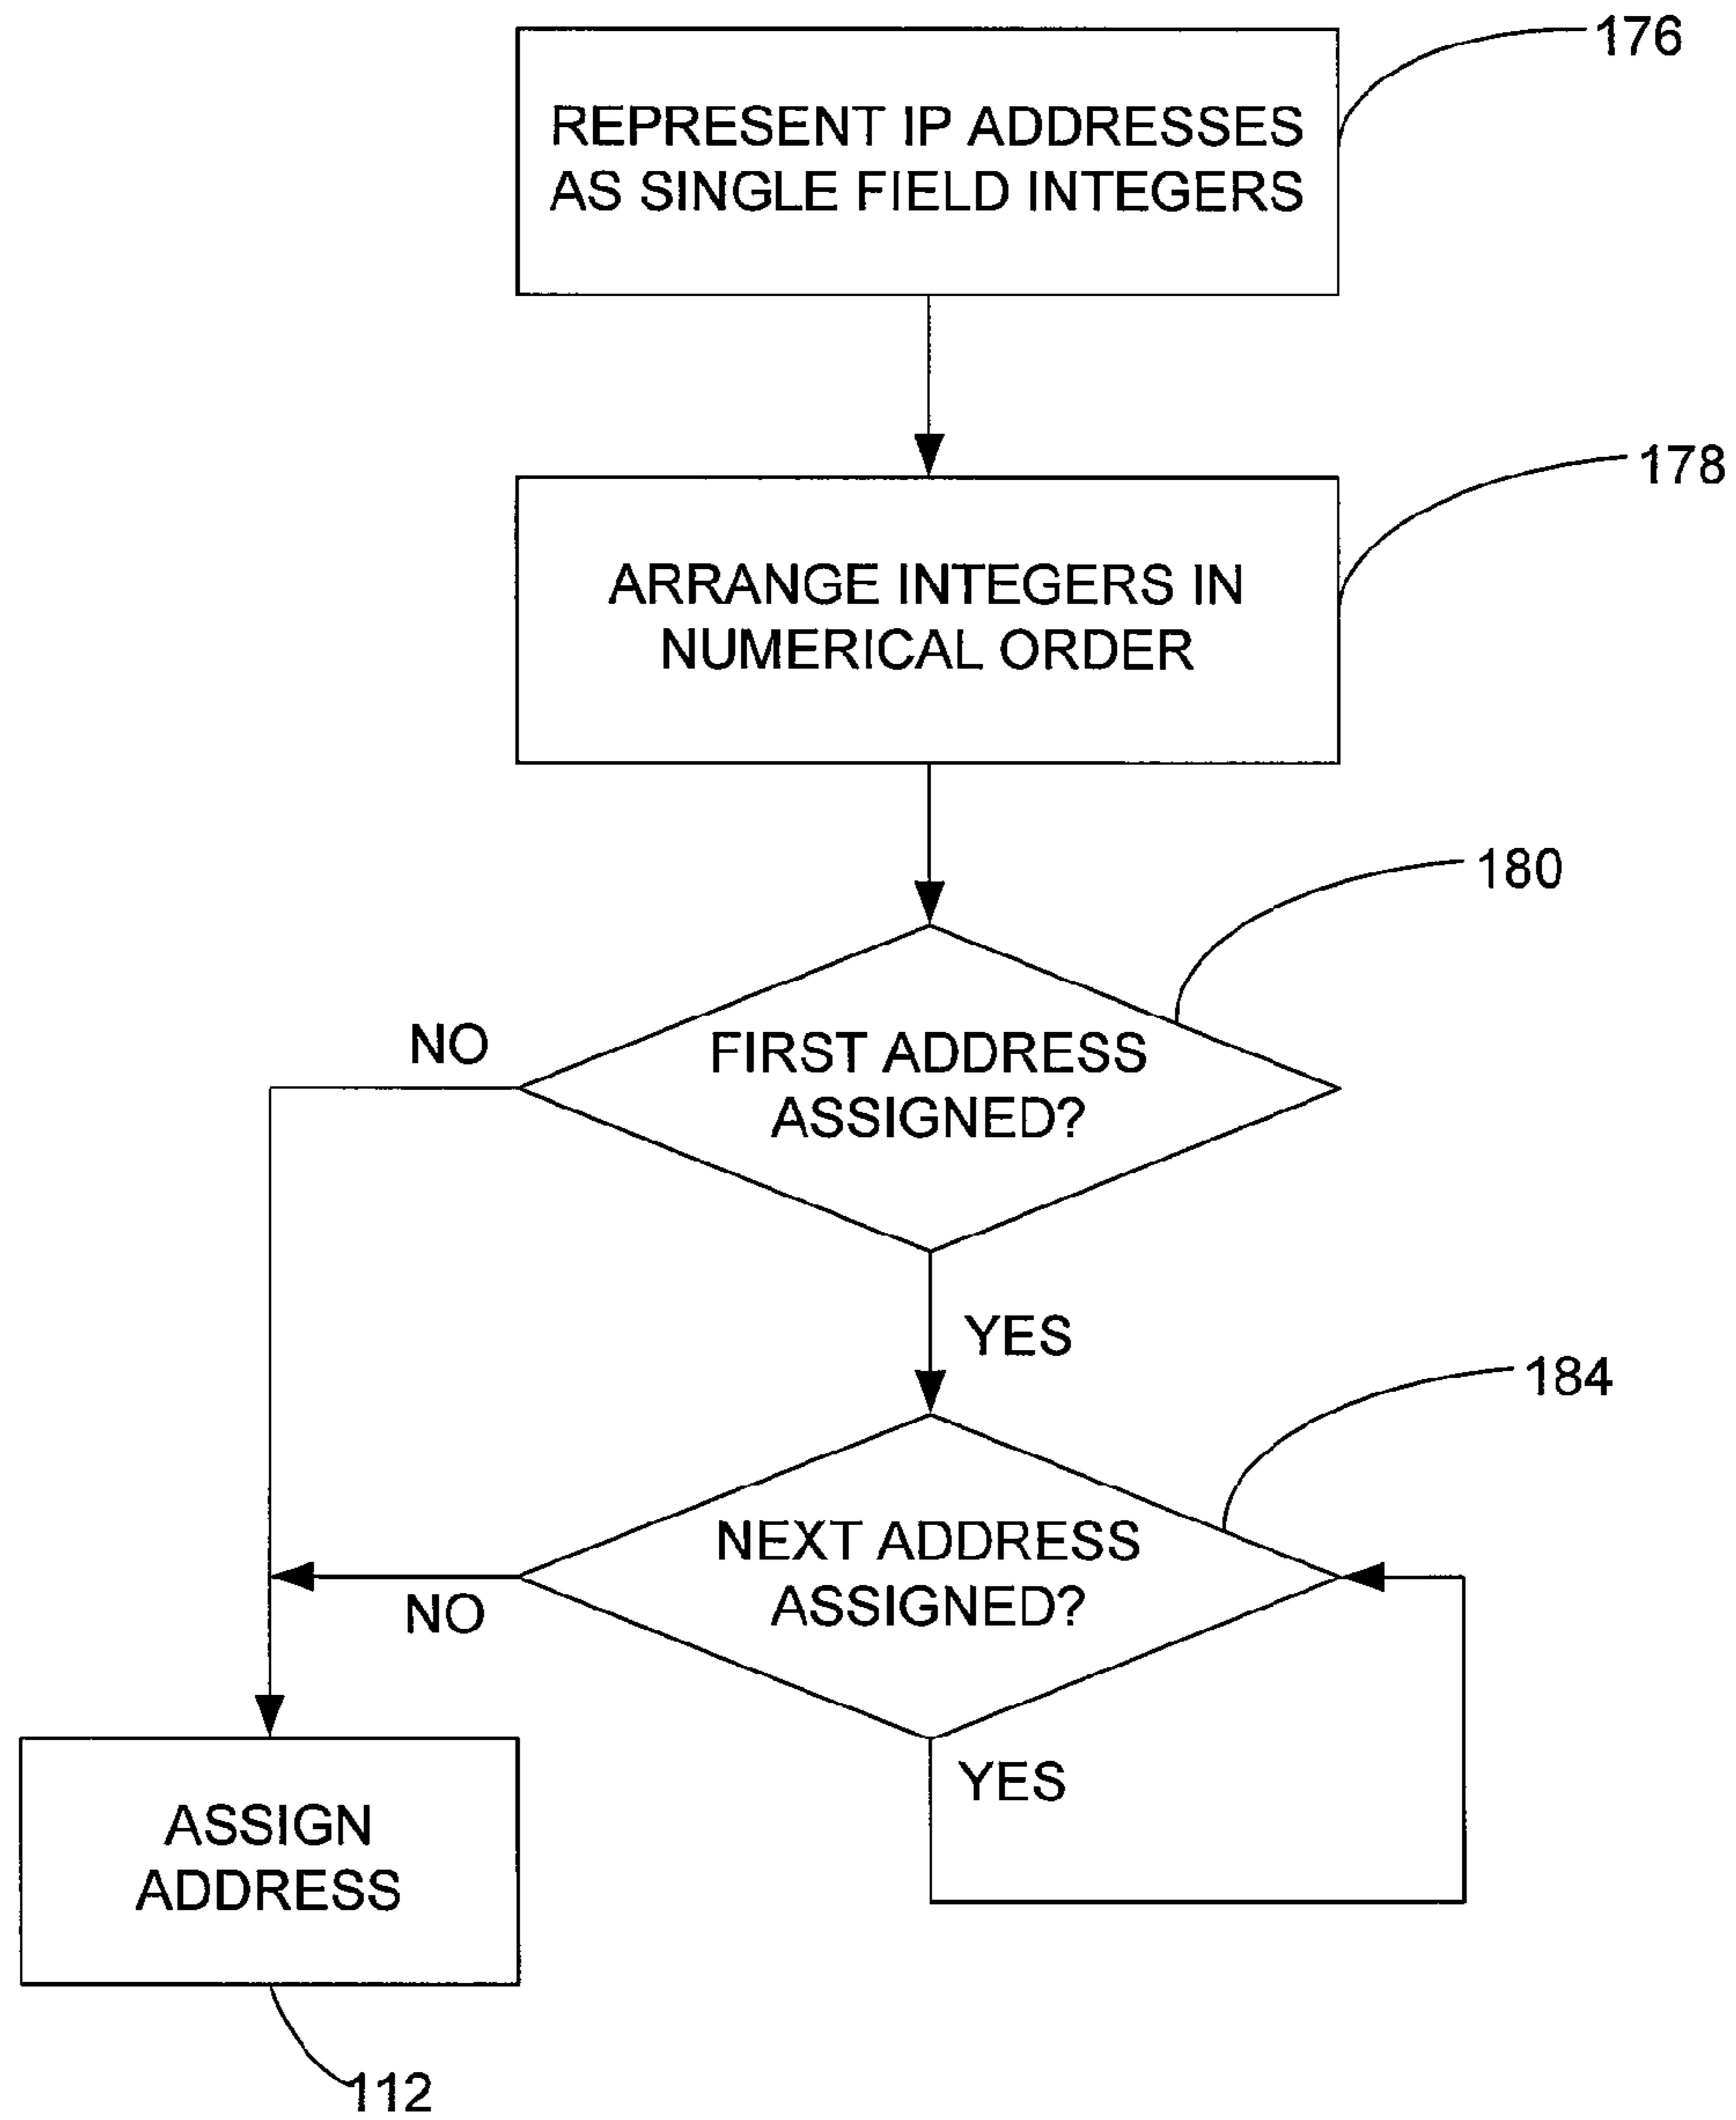 176
REPRESENT IP ADDRESSES
AS SINGLE FIELD INTEGERS
178
ARRANGE INTEGERS IN
NUMERICAL ORDER
180
NO
FIRST ADDRESS
ASSIGNED?
YES
184
NEXT ADDRESS
ASSIGNED?
NO
YES
ASSIGN
ADDRESS
112